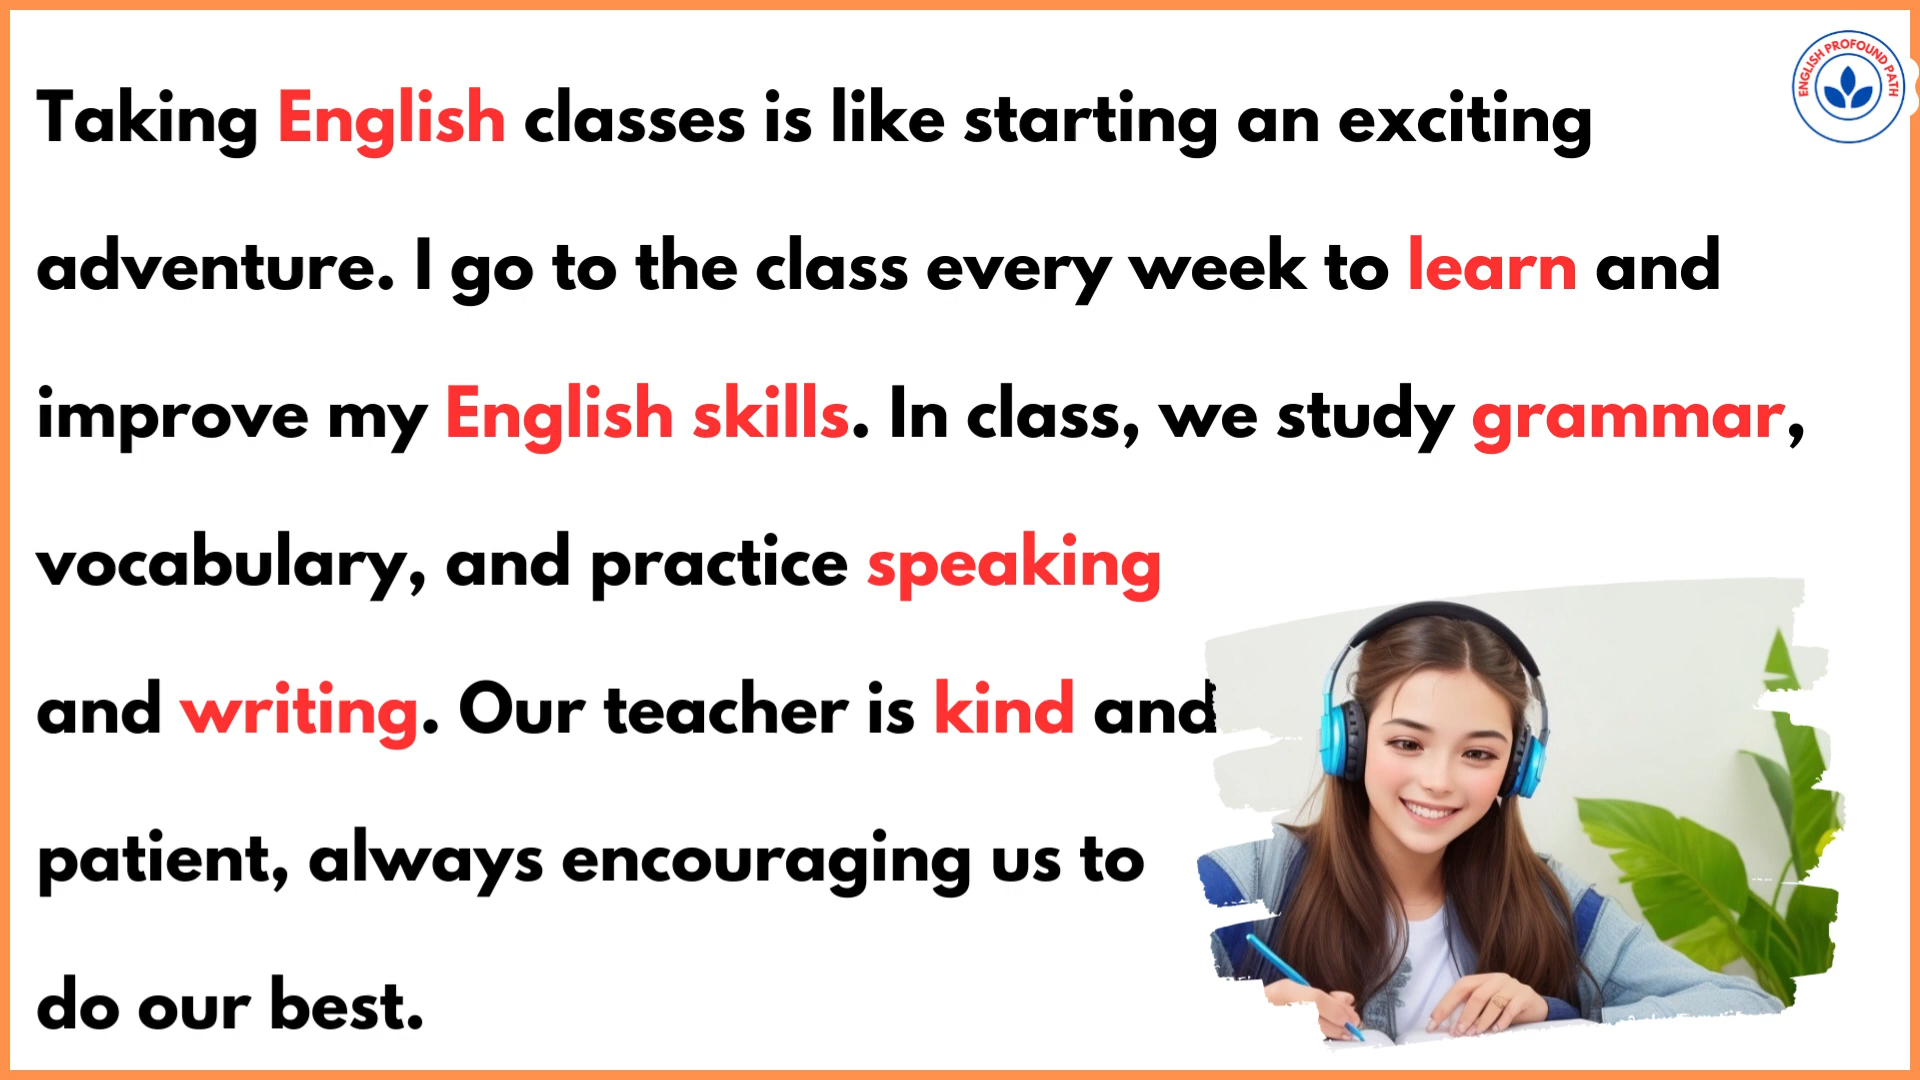 Taking English classes is like starting an exciting
adventure. I go to the class every week to learn and
improve my English skills. In class, we study grammar,
vocabulary, and practice speaking
and writing. Our teacher is kind and
patient, always encouraging us to
do our best.
ENGLISH PROFOUND PATH